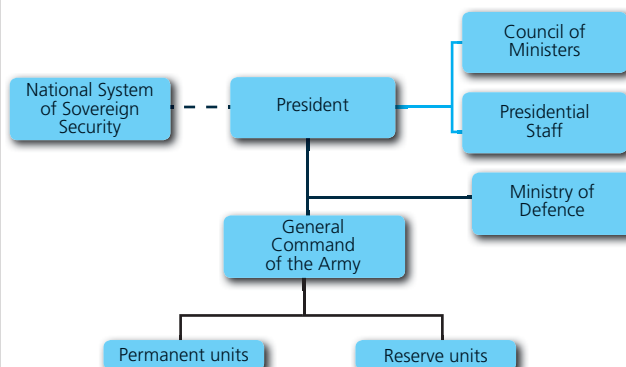 Council of
Ministers
National System
of Sovereign
Security
President
Presidential
Staff
Ministry of
Defence
General
Command
of the Army
Permanent units
Reserve units